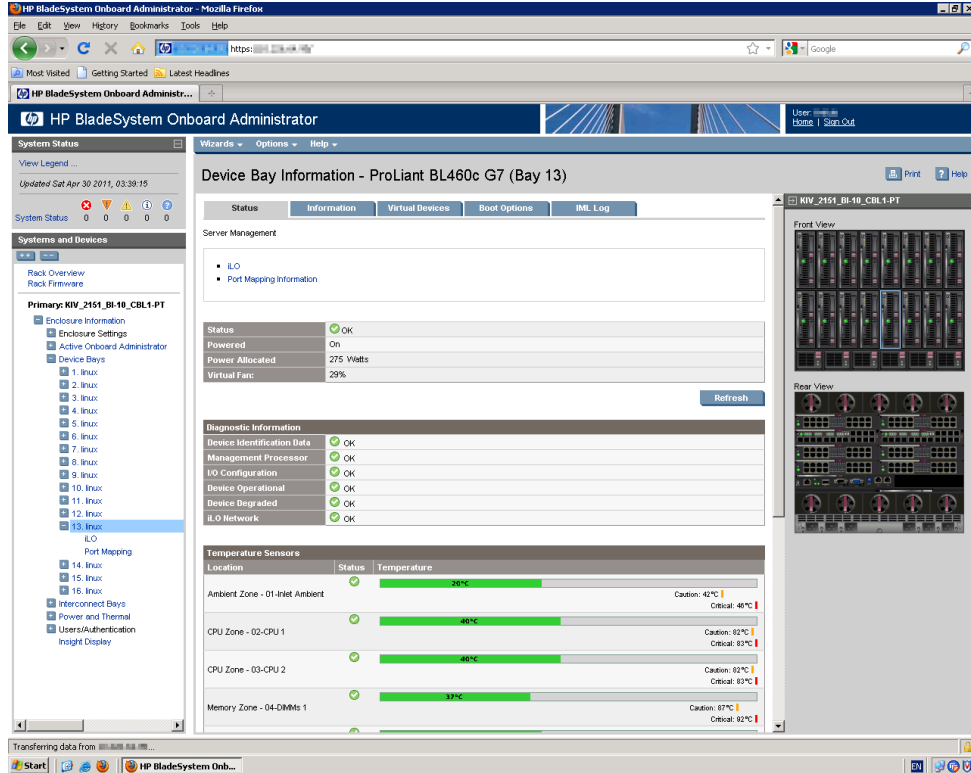 HP BladeSystem Onboard Administrator - Mozilla Firefox
File Edit View History Bookmarks Tools Help
https:
Google
Most Visited Getting Started Latest Headlines
HP BladeSystem Onboard Administr...
HP BladeSystem Onboard Administrator
User:
Home | Sign Out
System Status
View Legend ...
Updated Sat Apr 30 2011, 03:39:15
System Status 0 0 0 0 0
Systems and Devices
Rack Overview
Rack Firmware
Primary: KIV_2151_BI-10_CBL1-PT
Enclosure Information
Enclosure Settings
Active Onboard Administrator
Device Bays
1. linux
2. linux
3. linux
4. linux
5. linux
6. linux
7. linux
8. linux
9. linux
10. linux
11. linux
12. linux
13. linux
iLO
Port Mapping
14. linux
15. linux
16. linux
Interconnect Bays
Power and Thermal
Users/Authentication
Insight Display
Wizards Options Help
Device Bay Information - ProLiant BL460c G7 (Bay 13)
Print Help
Status Information Virtual Devices Boot Options IML Log
Server Management
iLO
Port Mapping Information
Status OK
Powered On
Power Allocated 275 Watts
Virtual Fan: 29%
Refresh
Diagnostic Information
Device Identification Data OK
Management Processor OK
I/O Configuration OK
Device Operational OK
Device Degraded OK
iLO Network OK
Temperature Sensors
Location Status Temperature
Ambient Zone - 01-Inlet Ambient 20°C
Caution: 42°C
Critical: 46°C
CPU Zone - 02-CPU 1 40°C
Caution: 82°C
Critical: 83°C
CPU Zone - 03-CPU 2 40°C
Caution: 82°C
Critical: 83°C
Memory Zone - 04-DIMMs 1 37°C
Caution: 87°C
Critical: 92°C
KIV_2151_BI-10_CBL1-PT
Front View
Rear View
Transferring data from
Start
HP BladeSystem Onb...
EN